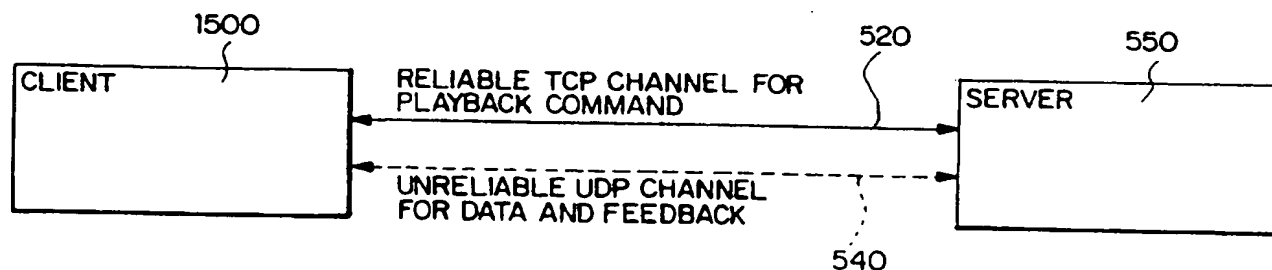 1500
520
550
CLIENT
RELIABLE TCP CHANNEL FOR
PLAYBACK COMMAND
SERVER
UNRELIABLE UDP CHANNEL
FOR DATA AND FEEDBACK
540